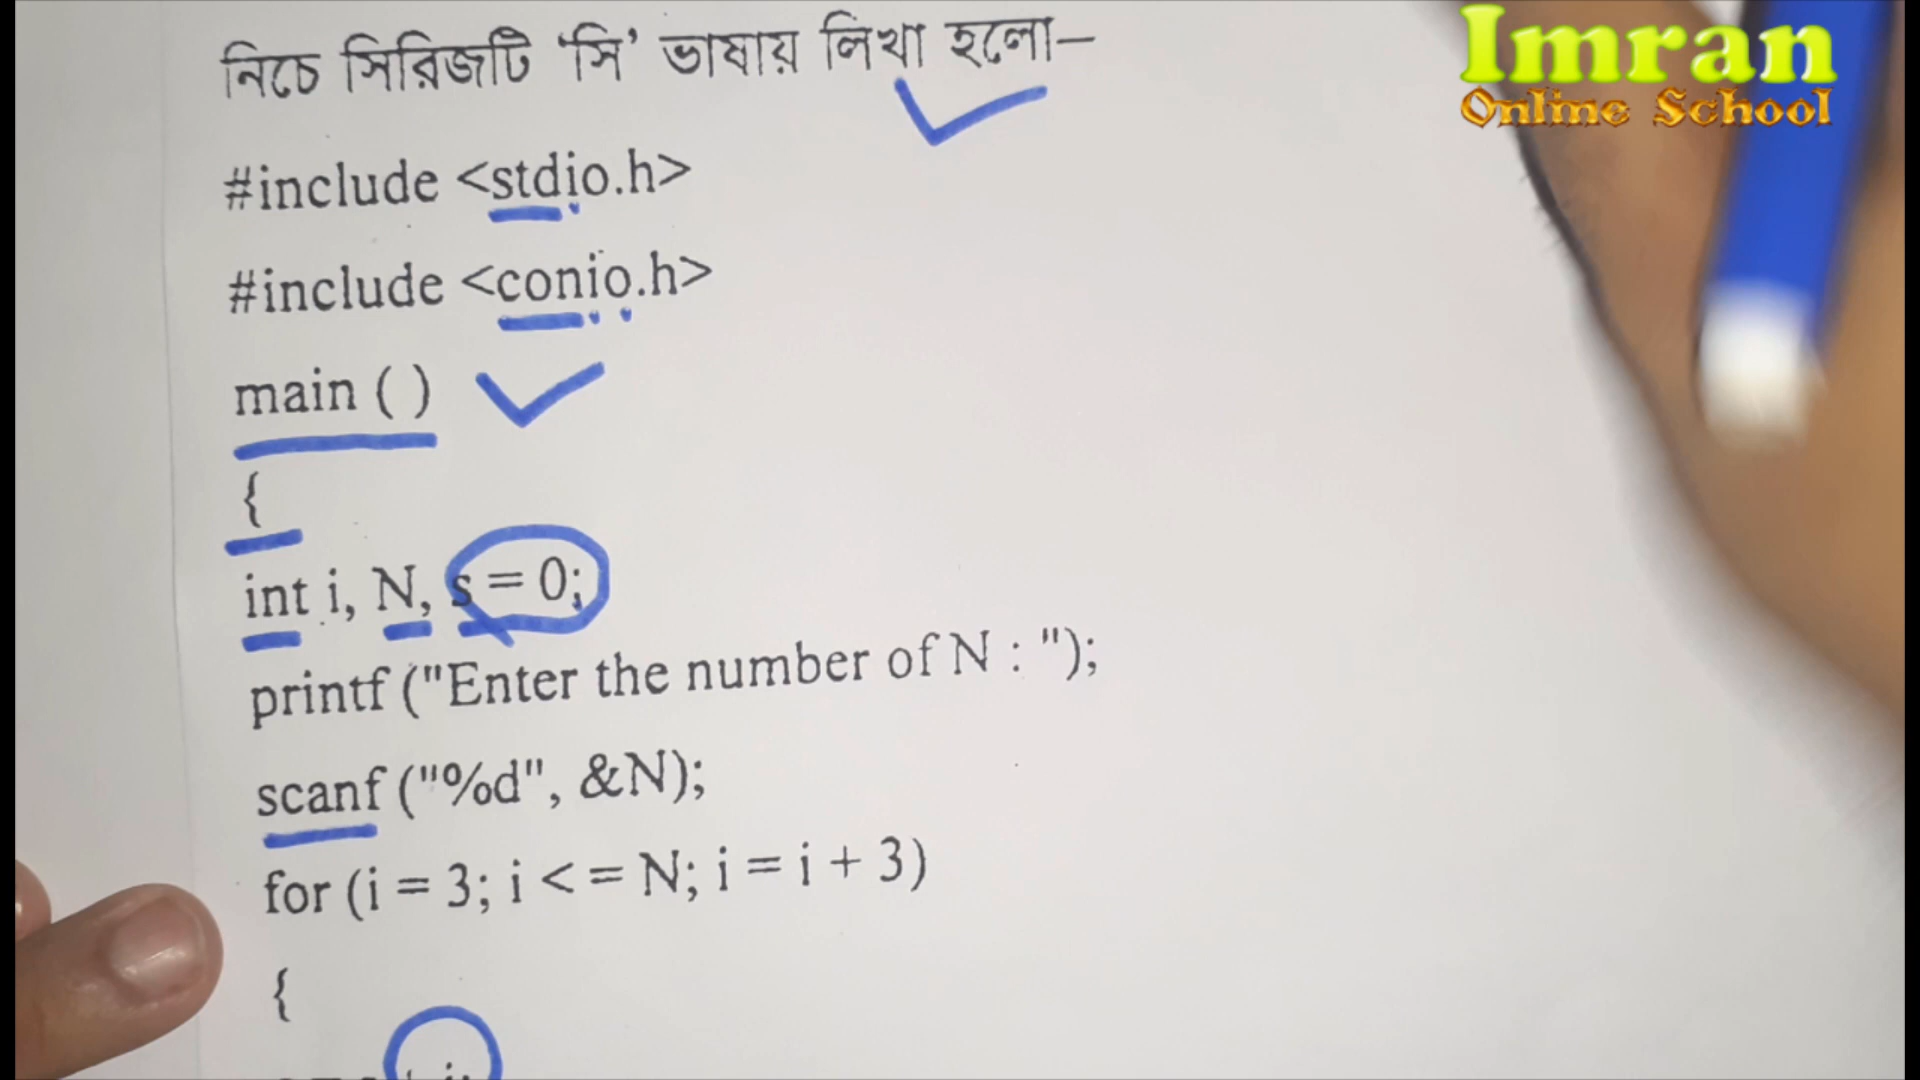 নিচে সিরিজটি ‘সি’ ভাষায় লিখা হলো–
Imran
Online School
#include <stdio.h>
#include <conio.h>
main ( )
{
int i, N, s = 0;
printf ("Enter the number of N : ");
scanf ("%d", &N);
for (i = 3; i < = N; i = i + 3)
{